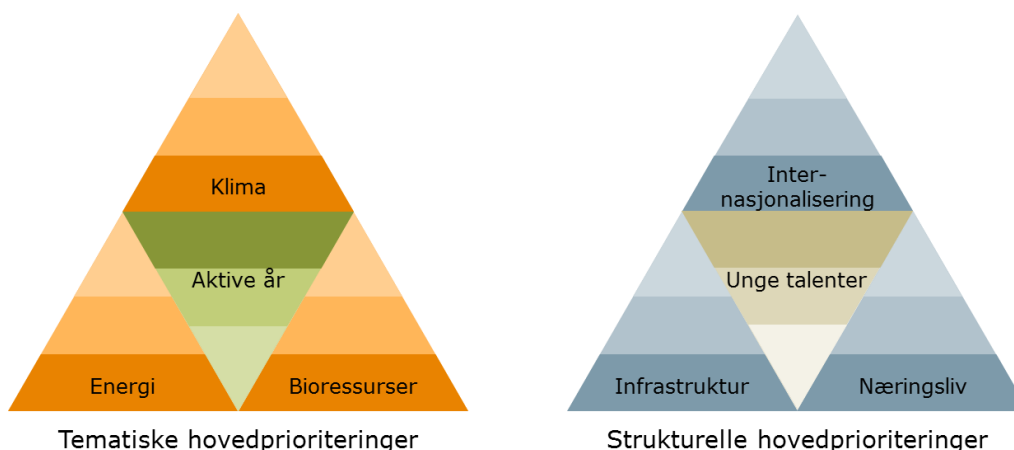 Klima
Aktive år
Energi
Bioressurser
Tematiske hovedprioriteringer
Inter-
nasjonalisering
Unge talenter
Infrastruktur
Næringsliv
Strukturelle hovedprioriteringer